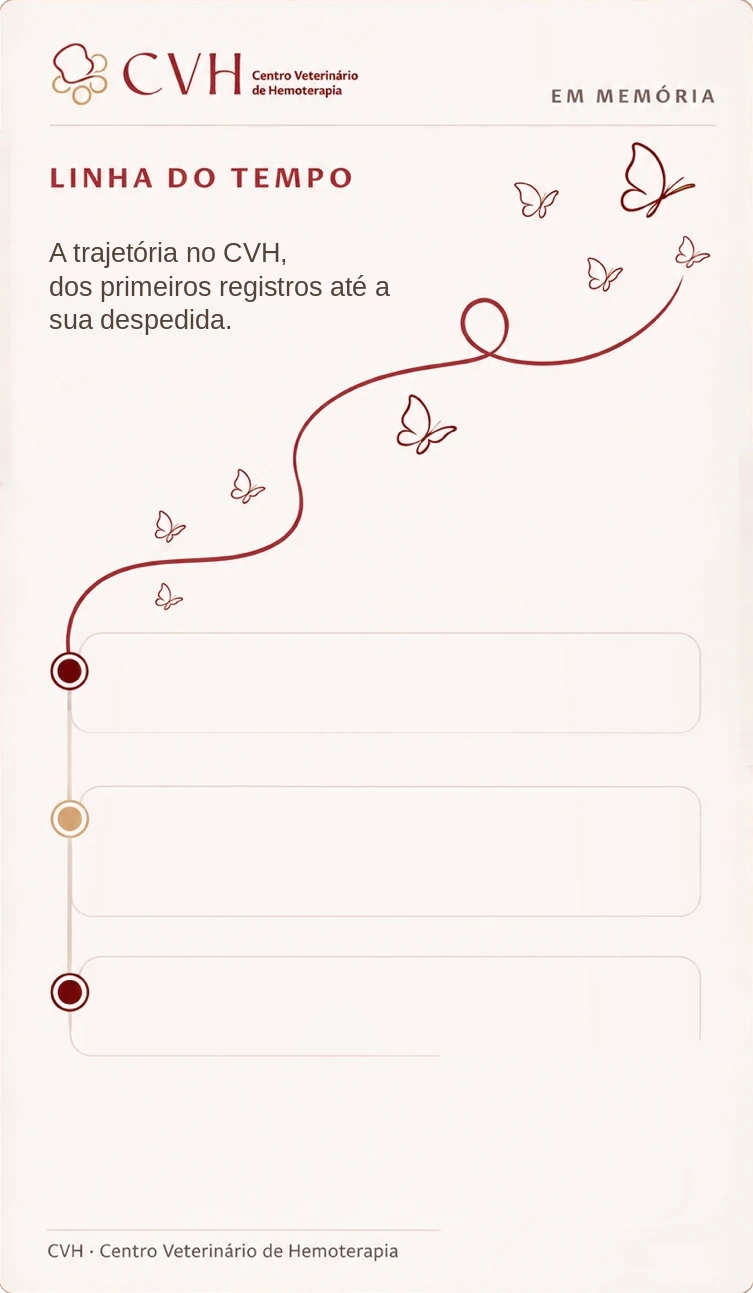 CVH Centro Veterinário
de Hemoterapia
EM MEMÓRIA
LINHA DO TEMPO
A trajetória no CVH,
dos primeiros registros até a
sua despedida.
CVH · Centro Veterinário de Hemoterapia